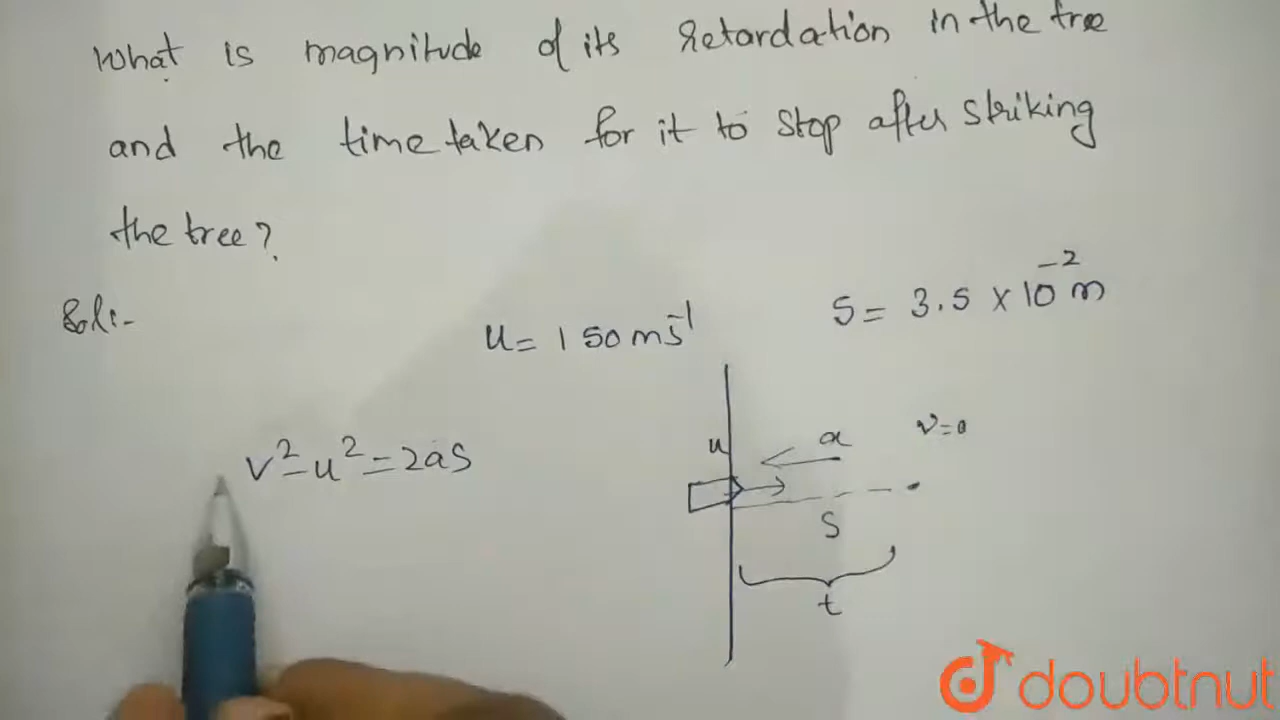 What is magnitude of its retardation in the tree
and the time taken for it to stop after striking
the tree?
Sol:-
u = 150 ms⁻¹
S = 3.5 × 10⁻² m
v² - u² = 2as
u
a
v=0
S
t
doubtnut